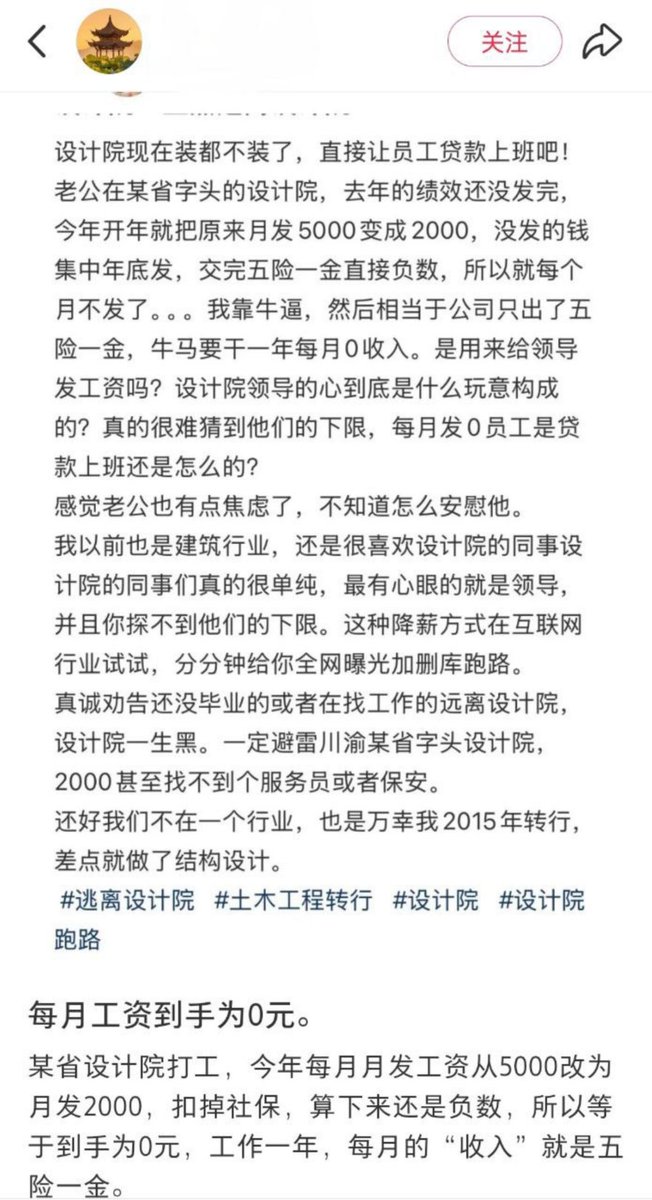 关注
设计院现在装都不装了，直接让员工贷款上班吧！
老公在某省字头的设计院，去年的绩效还没发完，
今年开年就把原来月发5000变成2000，没发的钱
集中年底发，交完五险一金直接负数，所以就每个
月不发了。。。我靠牛逼，然后相当于公司只出了五
险一金，牛马要干一年每月0收入。是用来给领导
发工资吗？设计院领导的心到底是什么玩意构成
的？真的很难猜到他们的下限，每月发0员工是贷
款上班还是怎么的？
感觉老公也有点焦虑了，不知道怎么安慰他。
我以前也是建筑行业，还是很喜欢设计院的同事设
计院的同事们真的很单纯，最有心眼的就是领导，
并且你探不到他们的下限。这种降薪方式在互联网
行业试试，分分钟给你全网曝光加删库跑路。
真诚劝告还没毕业的或者在找工作的远离设计院，
设计院一生黑。一定避雷川渝某省字头设计院，
2000甚至找不到个服务员或者保安。
还好我们不在一个行业，也是万幸我2015年转行，
差点就做了结构设计。
#逃离设计院 #土木工程转行 #设计院 #设计院
跑路
每月工资到手为0元。
某省设计院打工，今年每月月发工资从5000改为
月发2000，扣掉社保，算下来还是负数，所以等
于到手为0元，工作一年，每月的“收入”就是五
险一金。